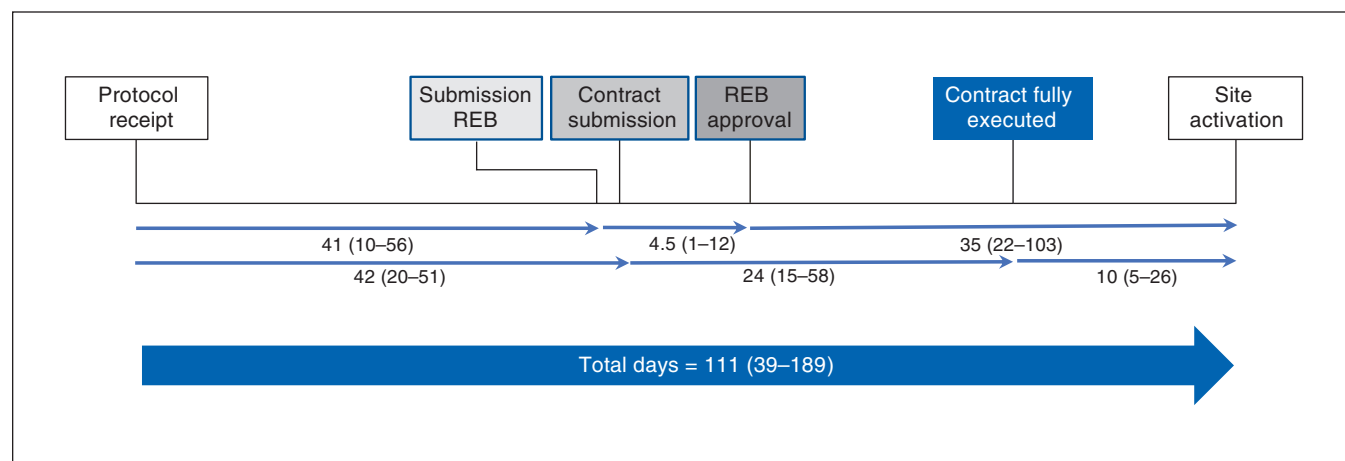 Protocol
receipt
Submission
REB
Contract
submission
REB
approval
Contract fully
executed
Site
activation
41 (10–56)
4.5 (1–12)
35 (22–103)
42 (20–51)
24 (15–58)
10 (5–26)
Total days = 111 (39–189)